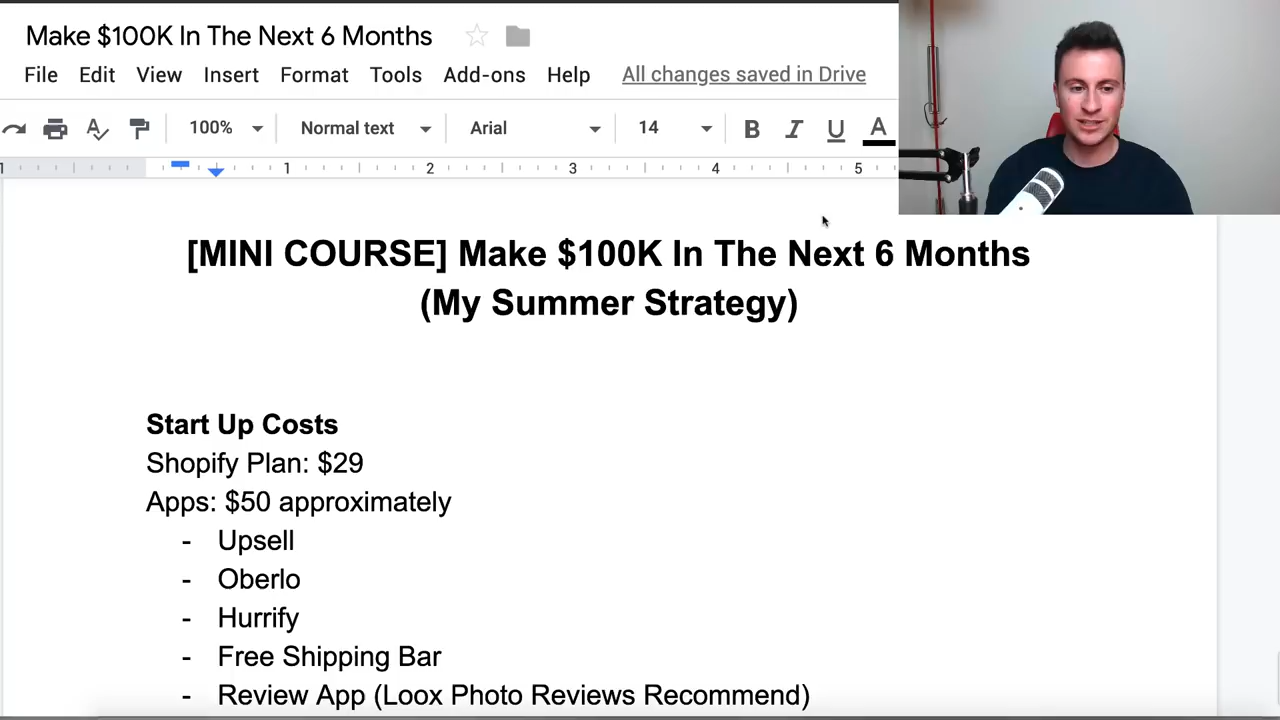 Make $100K In The Next 6 Months
File Edit View Insert Format Tools Add-ons Help All changes saved in Drive
100% Normal text Arial 14 B I U A
1 1 2 3 4 5
[MINI COURSE] Make $100K In The Next 6 Months
(My Summer Strategy)
Start Up Costs
Shopify Plan: $29
Apps: $50 approximately
- Upsell
- Oberlo
- Hurrify
- Free Shipping Bar
- Review App (Loox Photo Reviews Recommend)